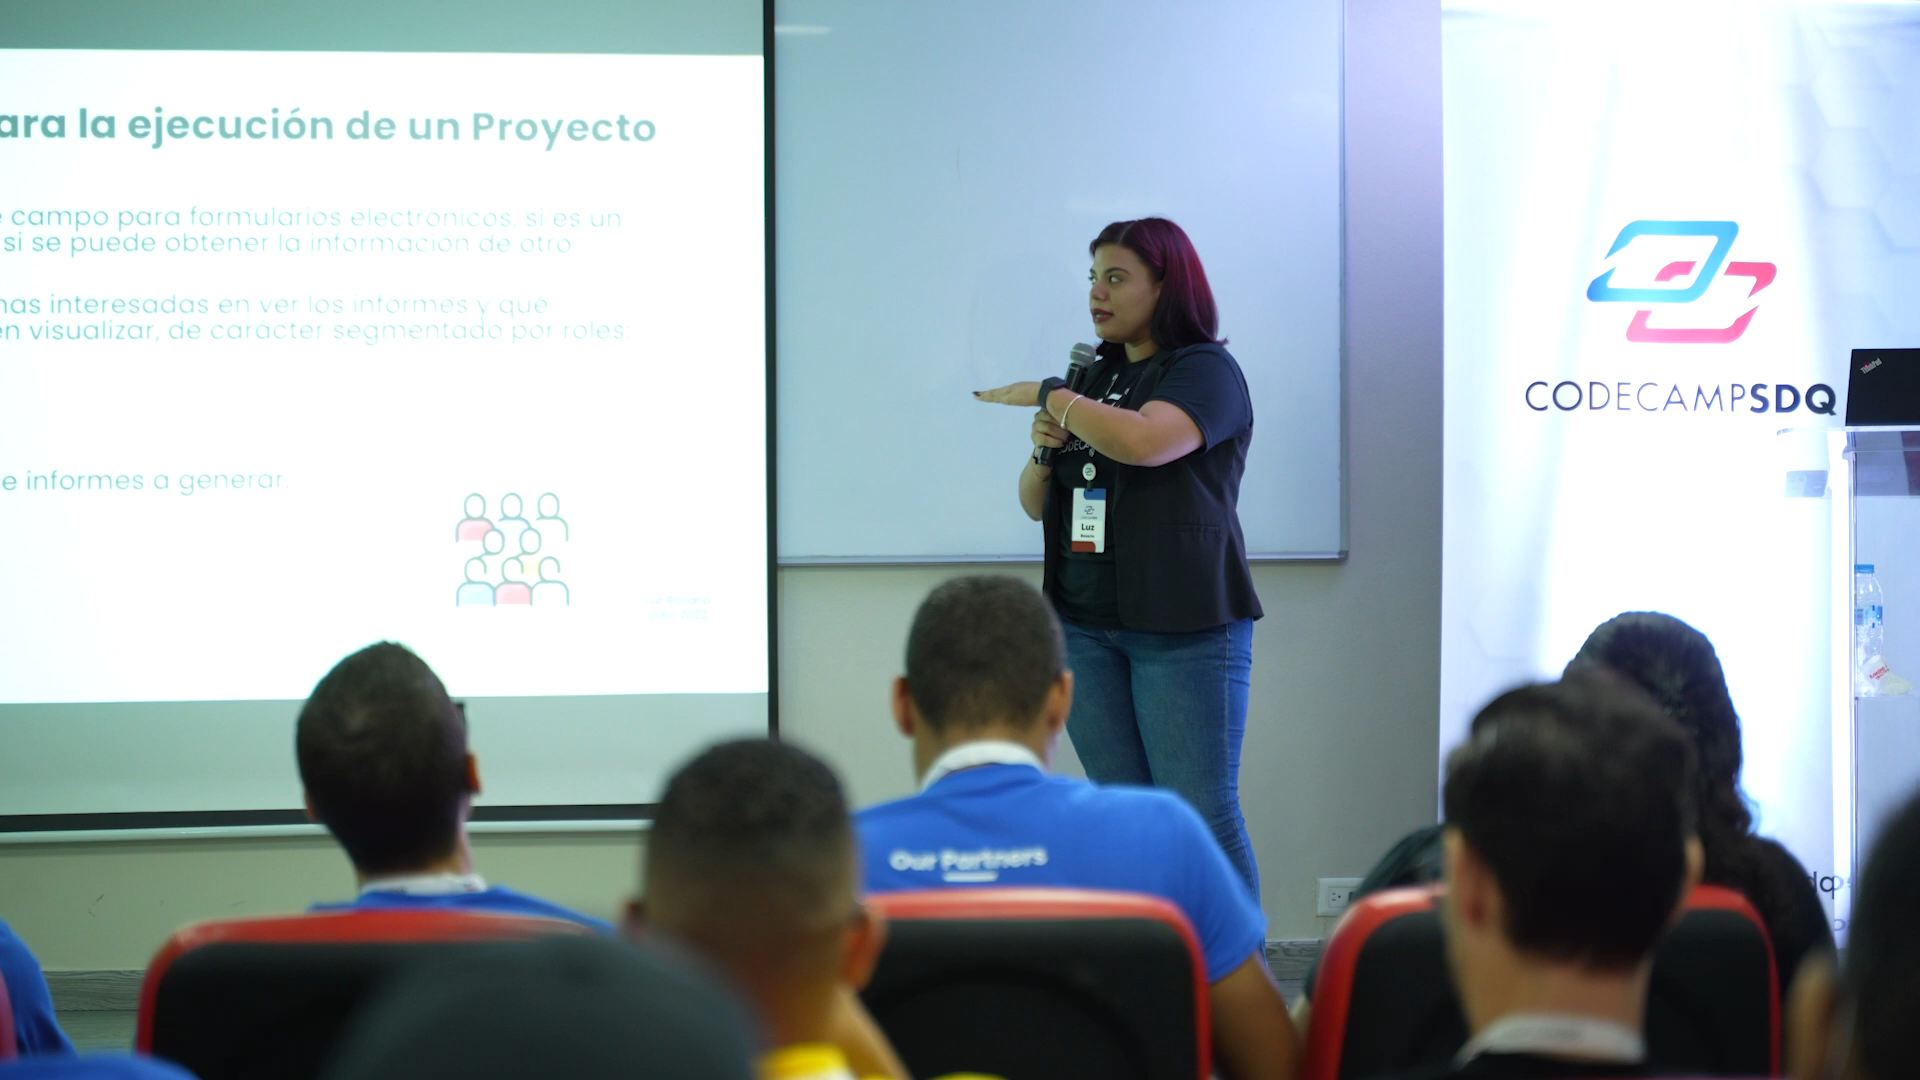 ara la ejecución de un Proyecto
e campo para formularios electrónicos, si es un
si se puede obtener la información de otro
nas interesadas en ver los informes y que
en visualizar, de carácter segmentado por roles:
e informes a generar.
CODECAMPSDQ
ThinkPad
Luz
Our Partners